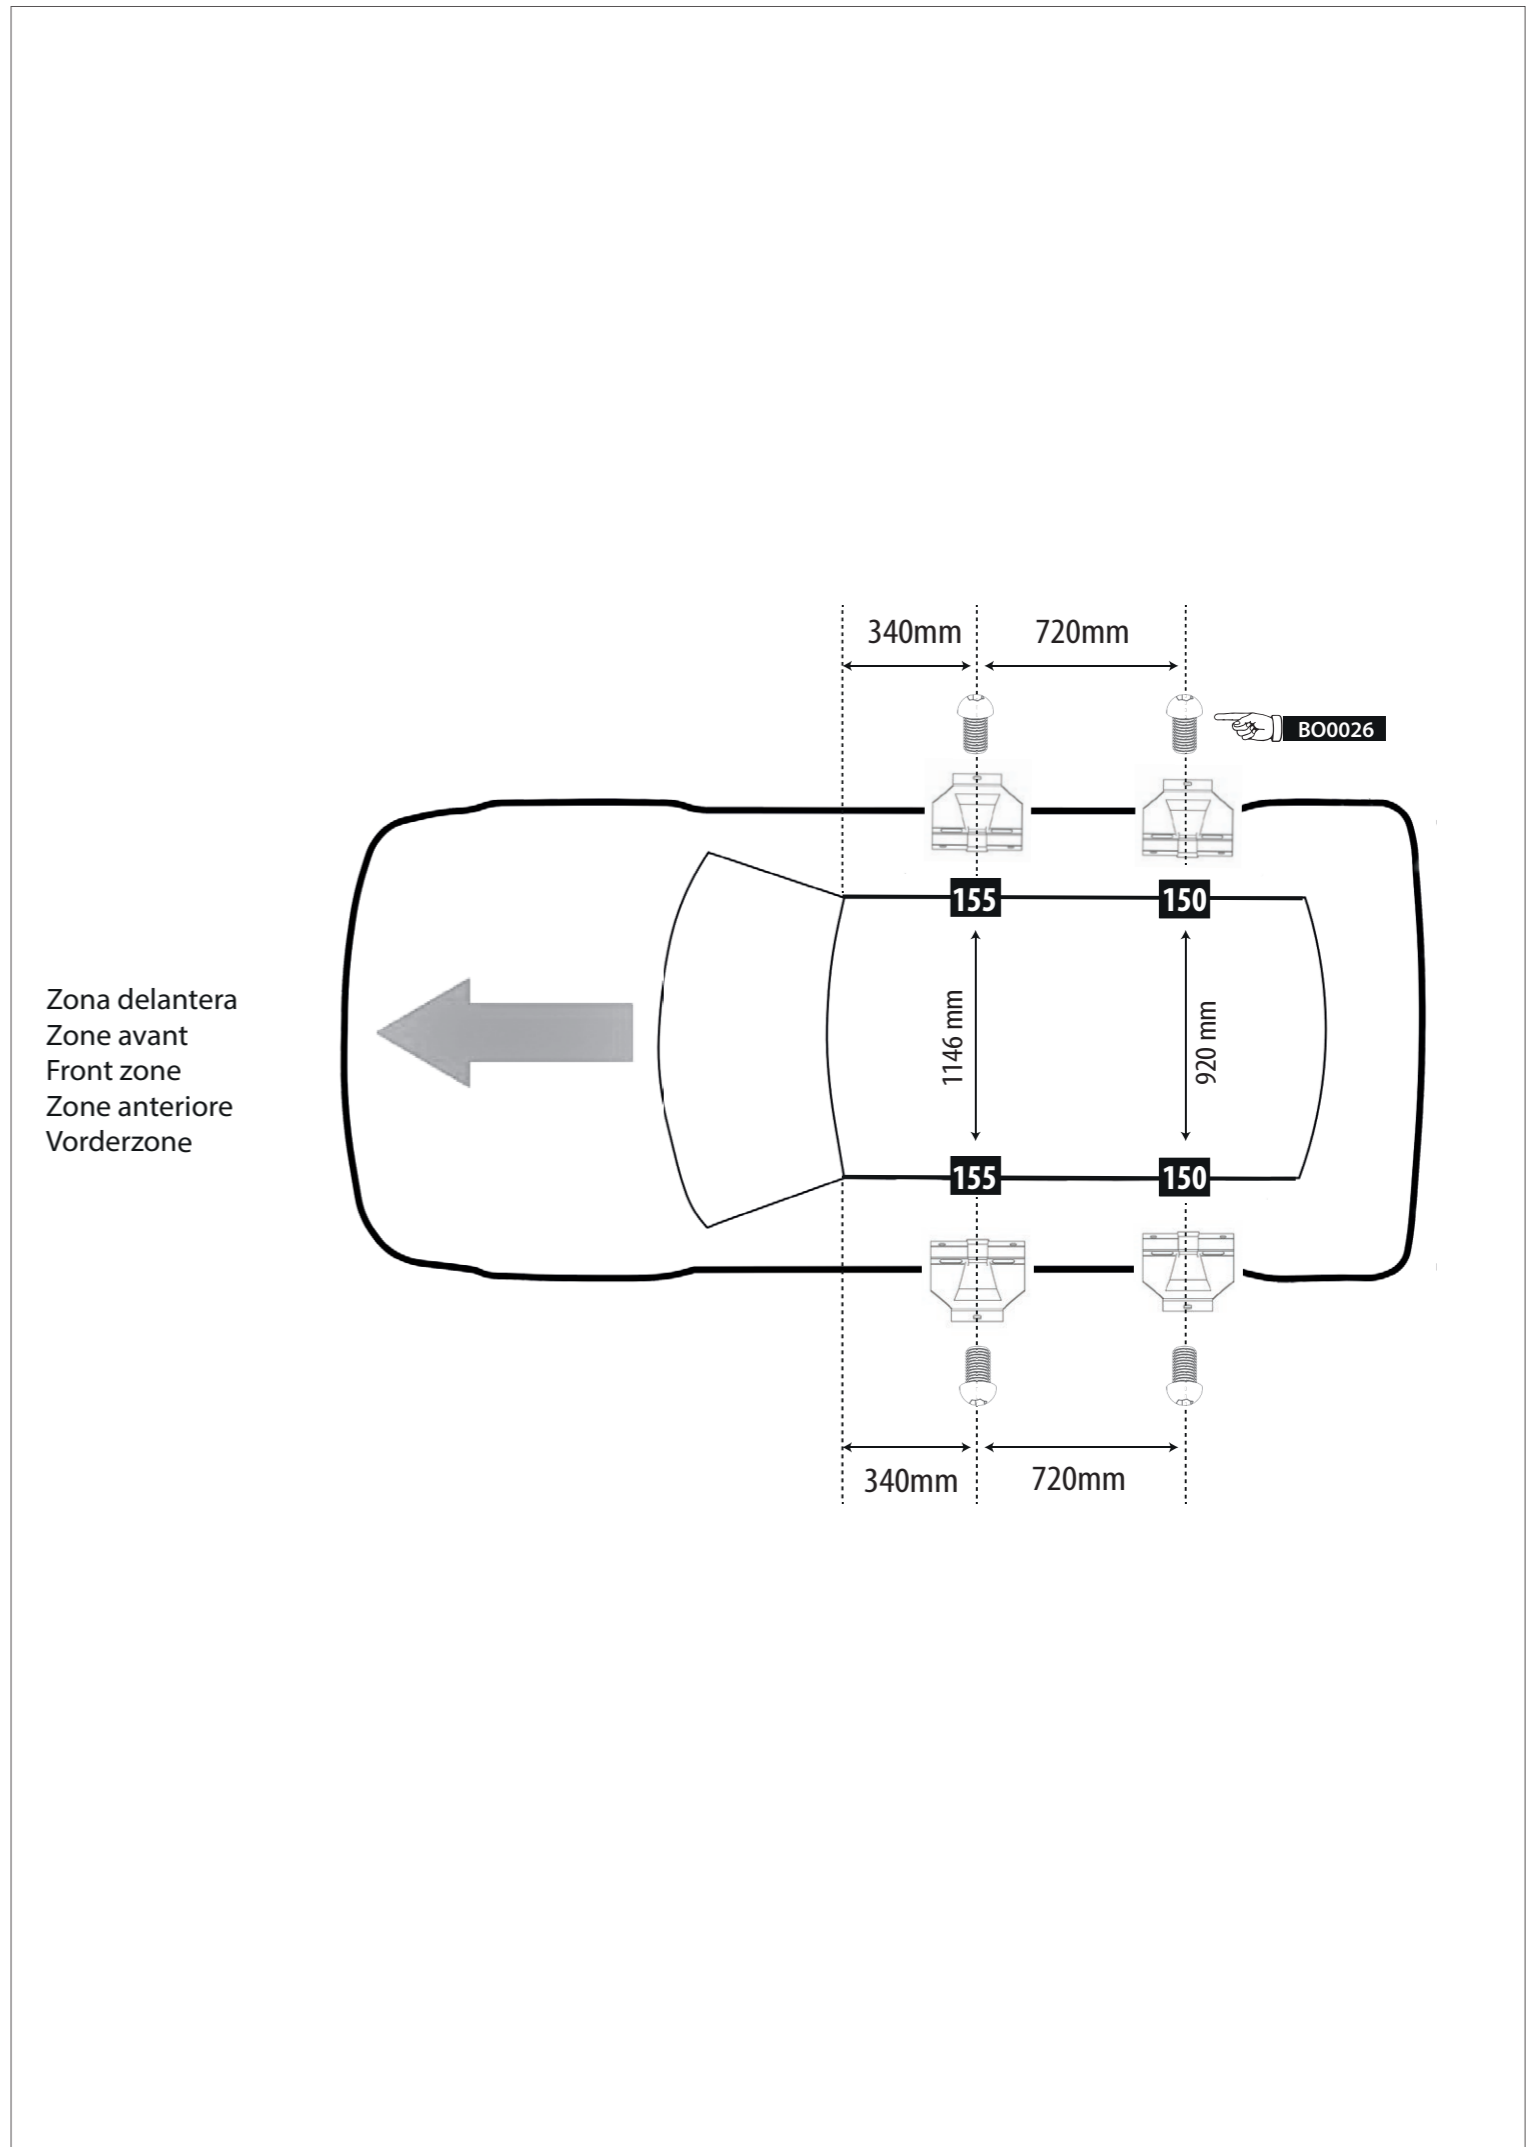 340mm 720mm
BO0026
155 150
Zona delantera
Zone avant
Front zone
Zone anteriore
Vorderzone
1146 mm
920 mm
155 150
340mm 720mm